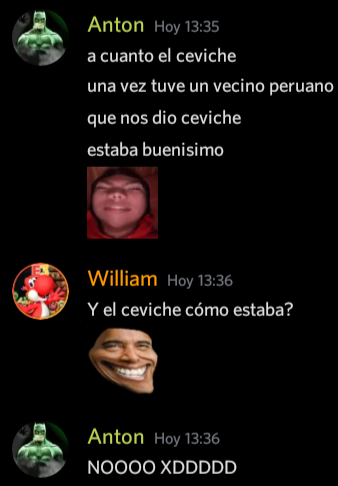 Anton Hoy 13:35
a cuanto el ceviche
una vez tuve un vecino peruano
que nos dio ceviche
estaba buenisimo
William Hoy 13:36
Y el ceviche cómo estaba?
Anton Hoy 13:36
NOOOO XDDDDD